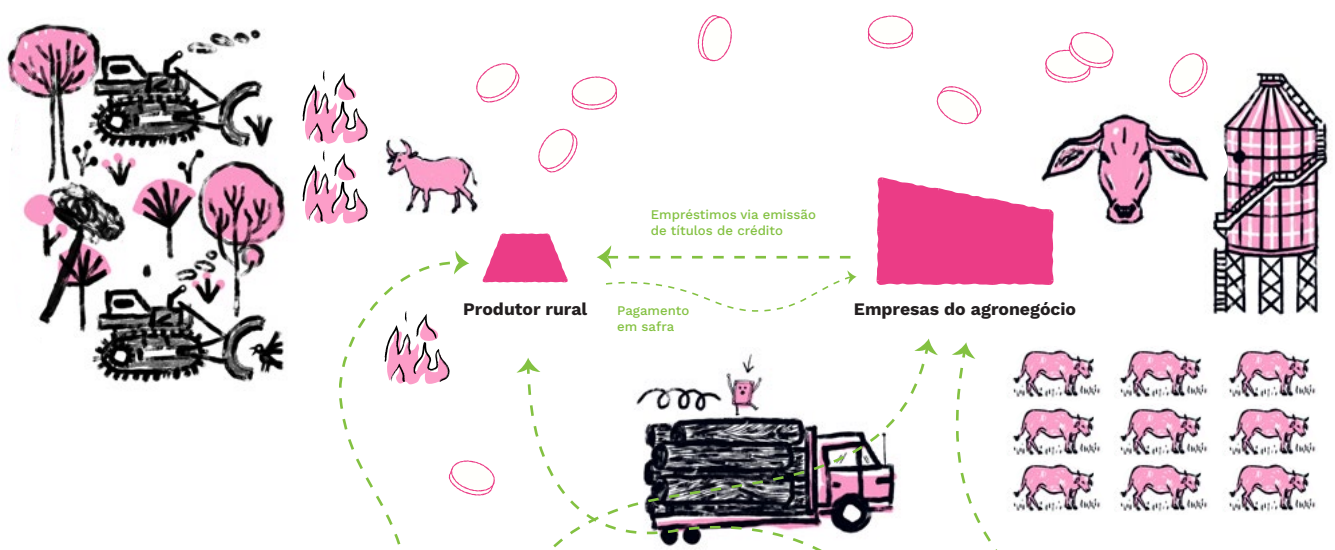 Empréstimos via emissão
de títulos de crédito
Produtor rural
Pagamento
em safra
Empresas do agronegócio